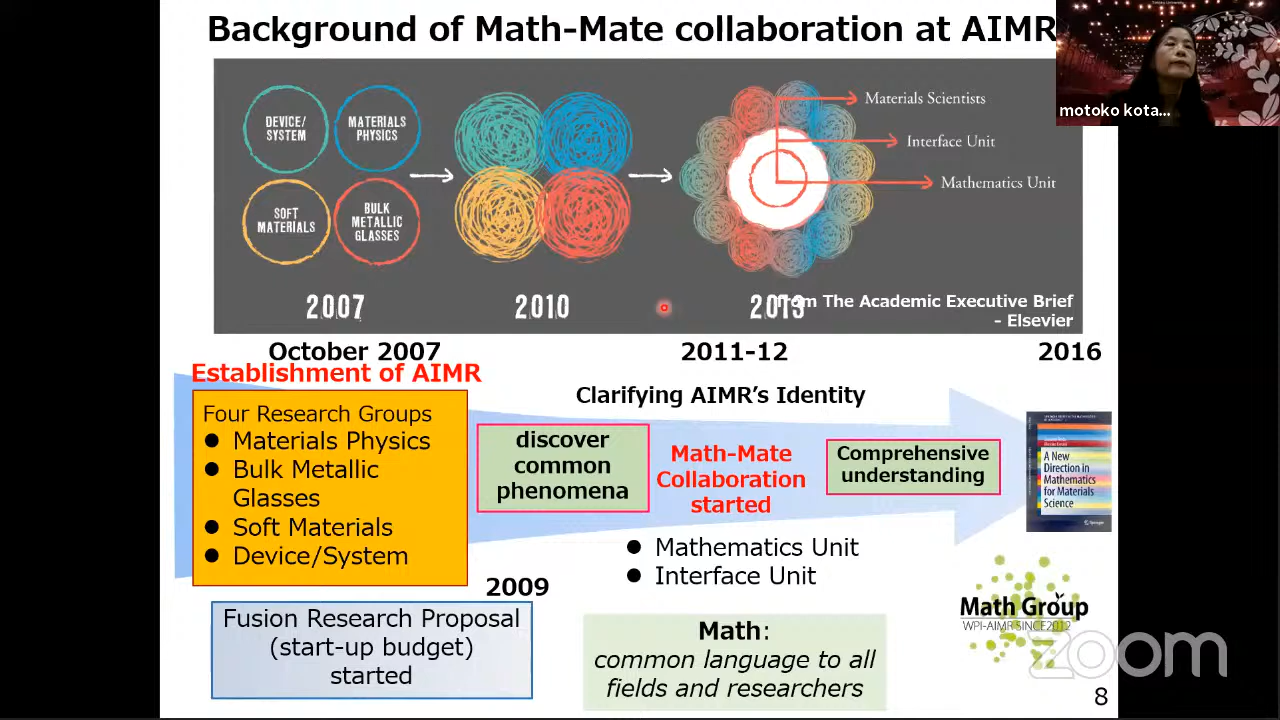 Background of Math-Mate collaboration at AIMR
motoko kota...
DEVICE/
SYSTEM
MATERIALS
PHYSICS
SOFT
MATERIALS
BULK
METALLIC
GLASSES
Materials Scientists
Interface Unit
Mathematics Unit
2007
2010
2013
from The Academic Executive Brief
- Elsevier
October 2007
2011-12
2016
Establishment of AIMR
Clarifying AIMR's Identity
Four Research Groups
● Materials Physics
● Bulk Metallic
Glasses
● Soft Materials
● Device/System
discover
common
phenomena
Math-Mate
Collaboration
started
Comprehensive
understanding
A New
Direction in
Mathematics
for Materials
Science
Springer
● Mathematics Unit
● Interface Unit
2009
Fusion Research Proposal
(start-up budget)
started
Math:
common language to all
fields and researchers
Math Group
WPI-AIMR SINCE2012
zoom
8